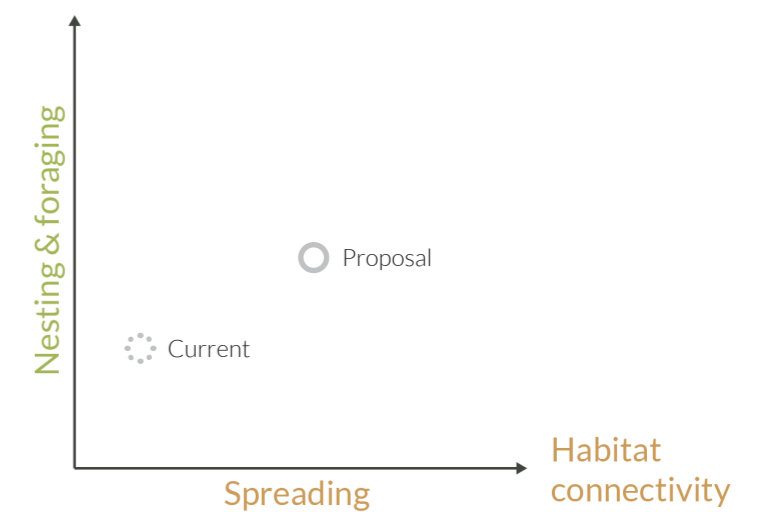 Nesting & foraging
Proposal
Current
Habitat
connectivity
Spreading